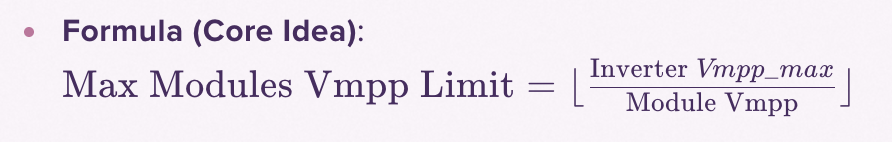 • Formula (Core Idea):
Max Modules Vmpp Limit = ⌊ Inverter Vmpp_max / Module Vmpp ⌋